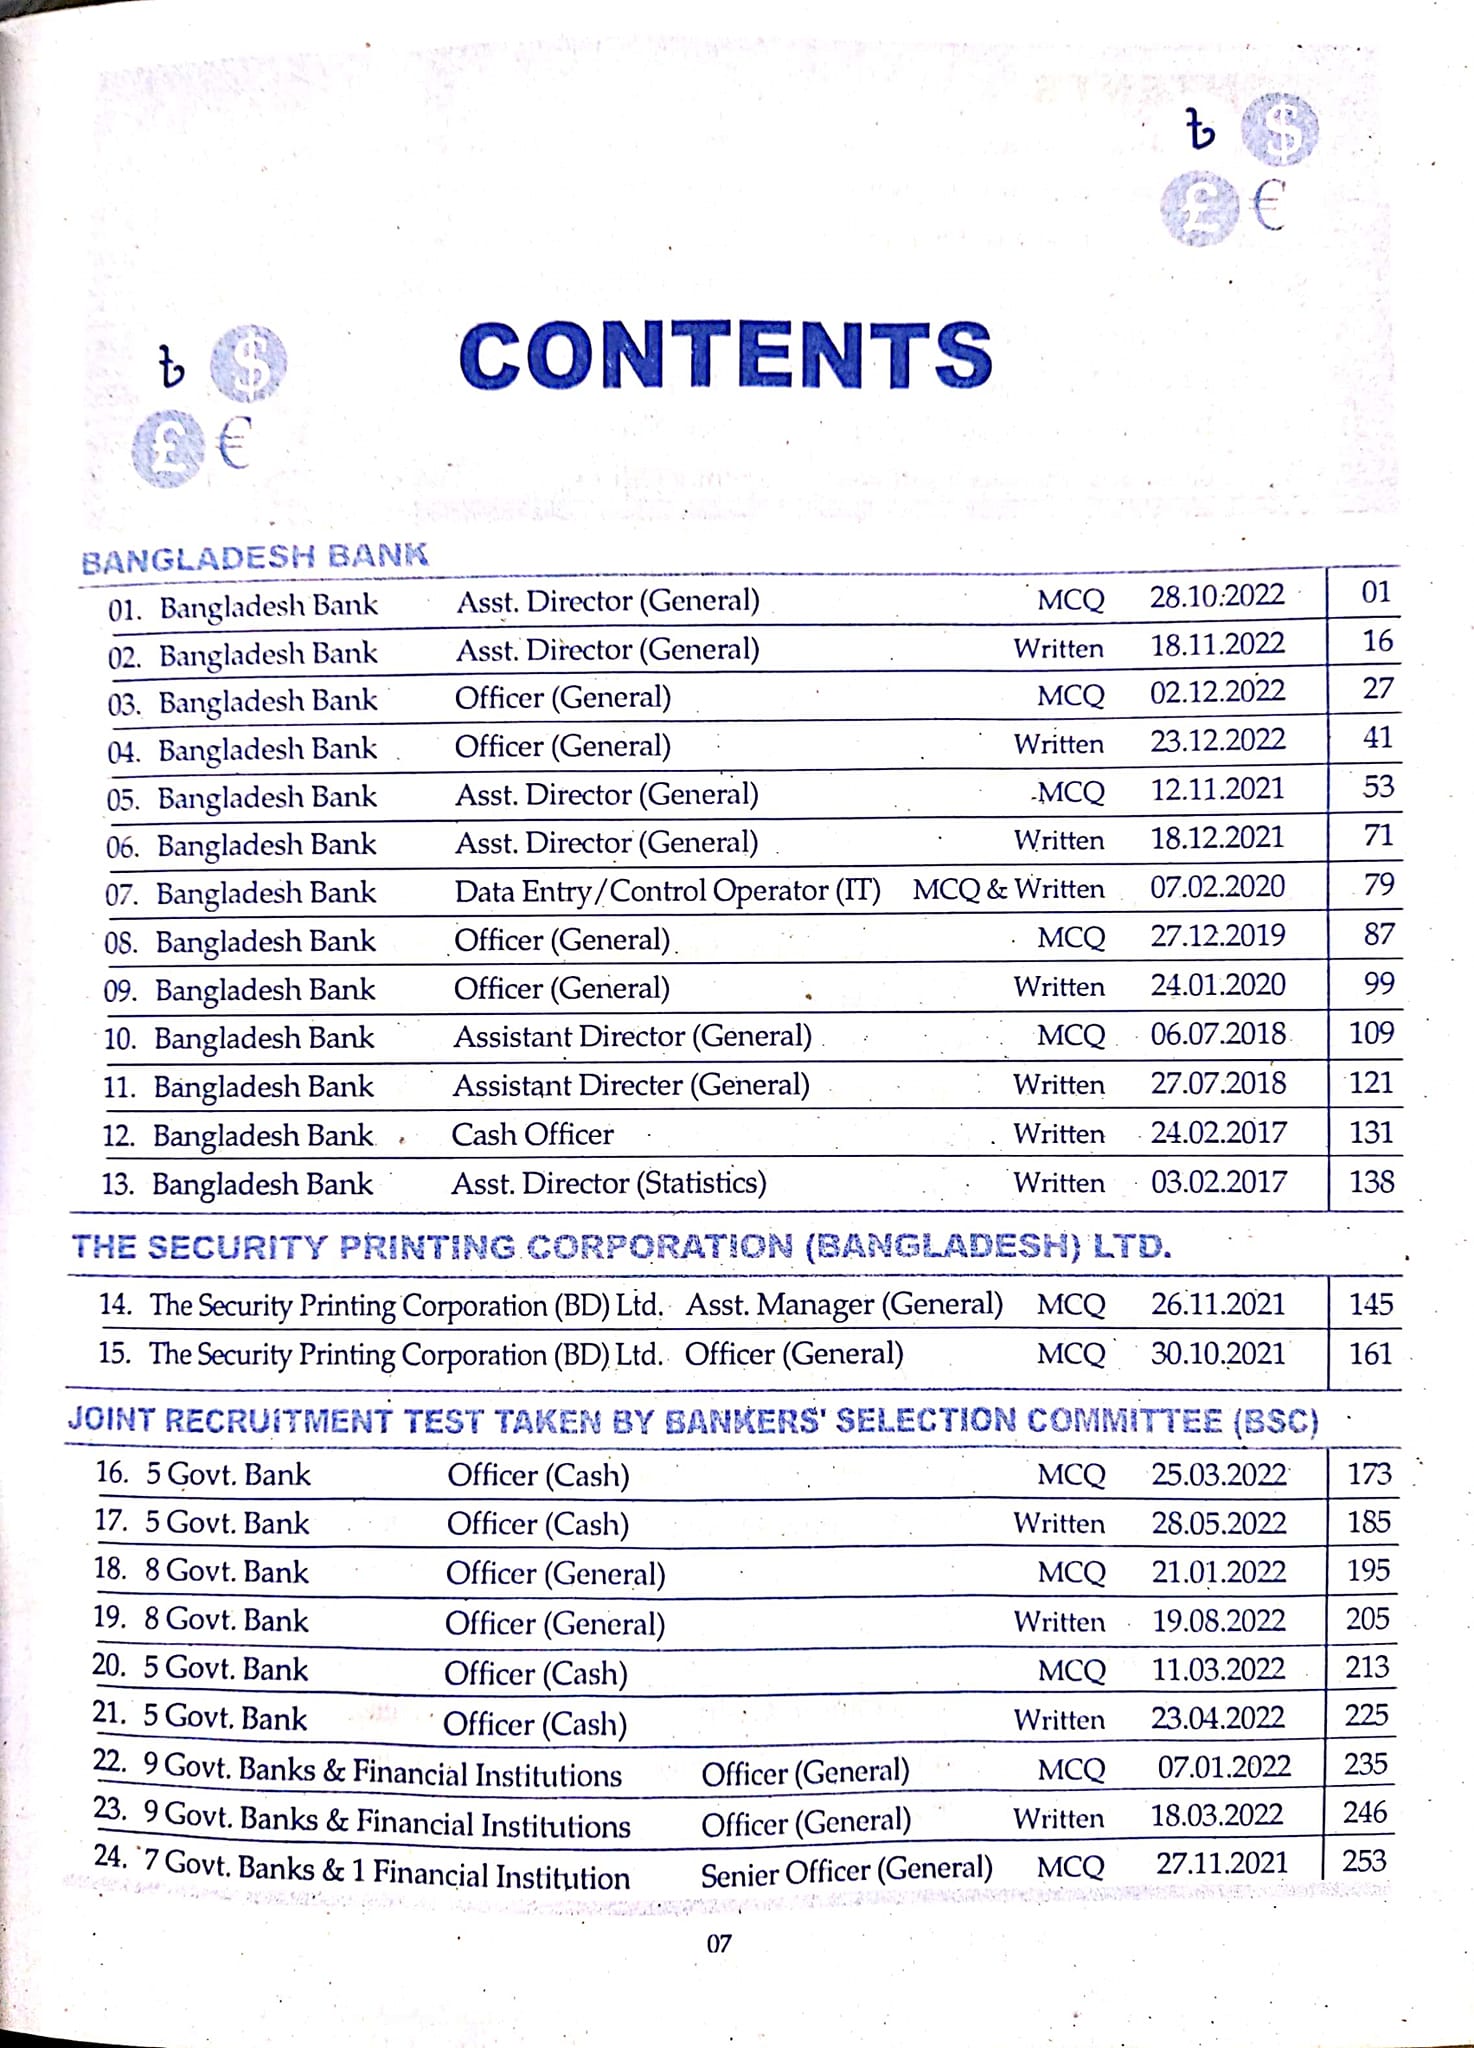 ৳ $
£ €
CONTENTS
৳ $
£ €
BANGLADESH BANK
01. Bangladesh Bank Asst. Director (General) MCQ 28.10.2022 01
02. Bangladesh Bank Asst. Director (General) Written 18.11.2022 16
03. Bangladesh Bank Officer (General) MCQ 02.12.2022 27
04. Bangladesh Bank Officer (General) Written 23.12.2022 41
05. Bangladesh Bank Asst. Director (General) MCQ 12.11.2021 53
06. Bangladesh Bank Asst. Director (General) Written 18.12.2021 71
07. Bangladesh Bank Data Entry/Control Operator (IT) MCQ & Written 07.02.2020 79
08. Bangladesh Bank Officer (General) MCQ 27.12.2019 87
09. Bangladesh Bank Officer (General) Written 24.01.2020 99
10. Bangladesh Bank Assistant Director (General) MCQ 06.07.2018 109
11. Bangladesh Bank Assistant Directer (General) Written 27.07.2018 121
12. Bangladesh Bank Cash Officer Written 24.02.2017 131
13. Bangladesh Bank Asst. Director (Statistics) Written 03.02.2017 138
THE SECURITY PRINTING CORPORATION (BANGLADESH) LTD.
14. The Security Printing Corporation (BD) Ltd. Asst. Manager (General) MCQ 26.11.2021 145
15. The Security Printing Corporation (BD) Ltd. Officer (General) MCQ 30.10.2021 161
JOINT RECRUITMENT TEST TAKEN BY BANKERS' SELECTION COMMITTEE (BSC)
16. 5 Govt. Bank Officer (Cash) MCQ 25.03.2022 173
17. 5 Govt. Bank Officer (Cash) Written 28.05.2022 185
18. 8 Govt. Bank Officer (General) MCQ 21.01.2022 195
19. 8 Govt. Bank Officer (General) Written 19.08.2022 205
20. 5 Govt. Bank Officer (Cash) MCQ 11.03.2022 213
21. 5 Govt. Bank Officer (Cash) Written 23.04.2022 225
22. 9 Govt. Banks & Financial Institutions Officer (General) MCQ 07.01.2022 235
23. 9 Govt. Banks & Financial Institutions Officer (General) Written 18.03.2022 246
24. 7 Govt. Banks & 1 Financial Institution Senier Officer (General) MCQ 27.11.2021 253
07